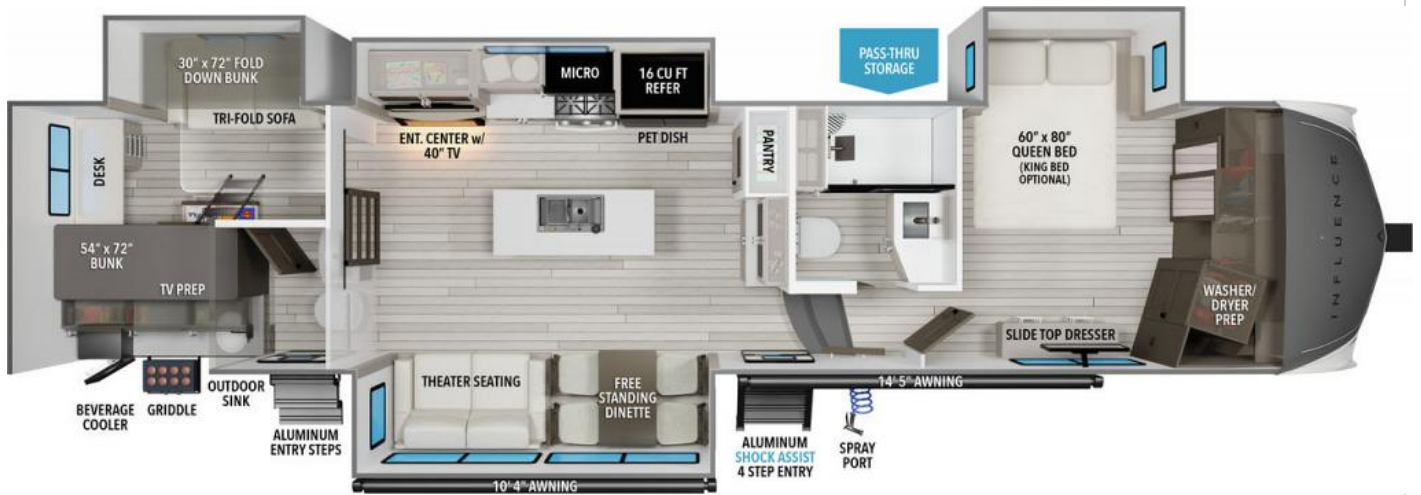 30" x 72" FOLD
DOWN BUNK
TRI-FOLD SOFA
DESK
54" x 72"
BUNK
TV PREP
BEVERAGE
COOLER
GRIDDLE
OUTDOOR
SINK
ALUMINUM
ENTRY STEPS
ENT. CENTER w/
40" TV
MICRO
16 CU FT
REFER
PET DISH
PANTRY
THEATER SEATING
FREE
STANDING
DINETTE
10' 4" AWNING
PASS-THRU
STORAGE
60" x 80"
QUEEN BED
(KING BED
OPTIONAL)
WASHER/
DRYER
PREP
SLIDE TOP DRESSER
14' 5" AWNING
ALUMINUM
SHOCK ASSIST
4 STEP ENTRY
SPRAY
PORT
INFLUENCE